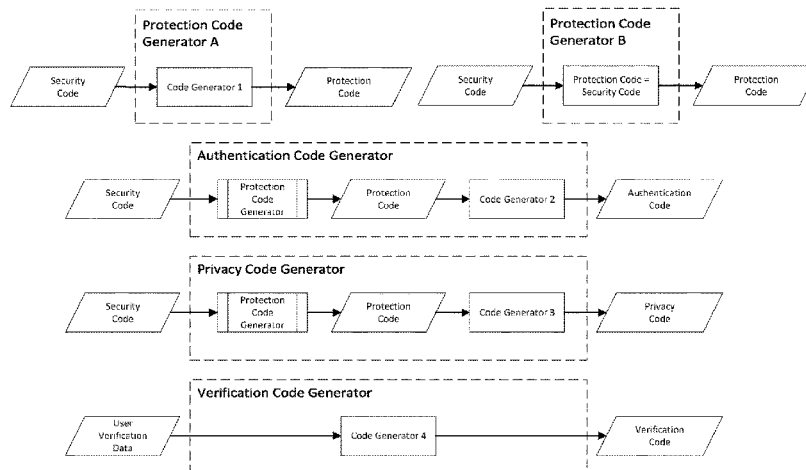 Protection Code
Generator A
Security
Code
Code Generator 1
Protection
Code
Protection Code
Generator B
Security
Code
Protection Code =
Security Code
Protection
Code
Authentication Code Generator
Security
Code
Protection
Code
Generator
Protection
Code
Code Generator 2
Authentication
Code
Privacy Code Generator
Security
Code
Protection
Code
Generator
Protection
Code
Code Generator 3
Privacy
Code
Verification Code Generator
User
Verification
Data
Code Generator 4
Verification
Code